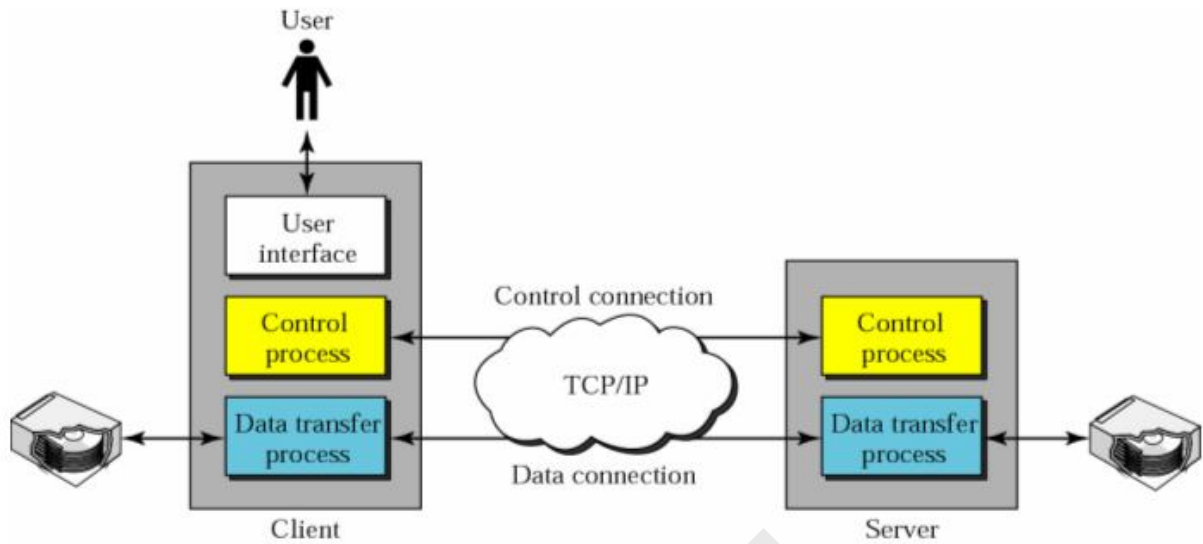 User
User
interface
Control connection
Control
process
Control
process
TCP/IP
Data transfer
process
Data transfer
process
Data connection
Client
Server